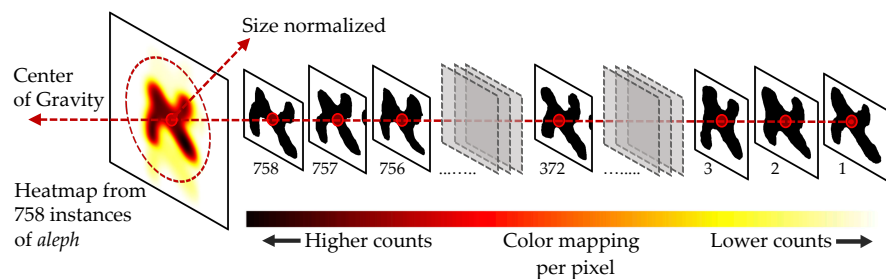 Size normalized
Center
of Gravity
758 757 756 ........ 372 ........ 3 2 1
Heatmap from
758 instances
of aleph
Higher counts Color mapping Lower counts
per pixel